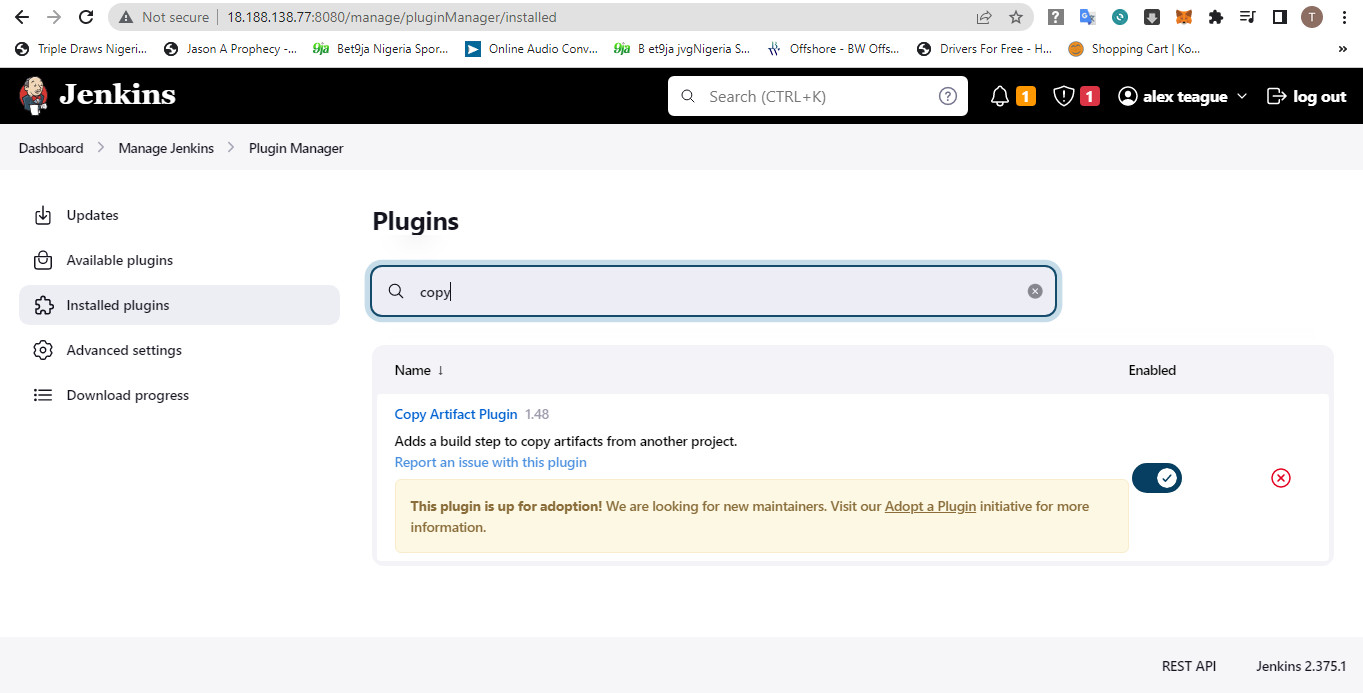 Not secure
18.188.138.77:8080/manage/pluginManager/installed
T
Triple Draws Nigeri...
Jason A Prophecy -...
9ja Bet9ja Nigeria Spor...
Online Audio Conv...
9ja B et9ja jvgNigeria S...
Offshore - BW Offs...
Drivers For Free - H...
Shopping Cart | Ko...
»
Jenkins
Search (CTRL+K)
1
1
alex teague
log out
Dashboard > Manage Jenkins > Plugin Manager
Updates
Available plugins
Installed plugins
Advanced settings
Download progress
Plugins
copy
Name ↓
Enabled
Copy Artifact Plugin 1.48
Adds a build step to copy artifacts from another project.
Report an issue with this plugin
This plugin is up for adoption! We are looking for new maintainers. Visit our Adopt a Plugin initiative for more
information.
REST API
Jenkins 2.375.1